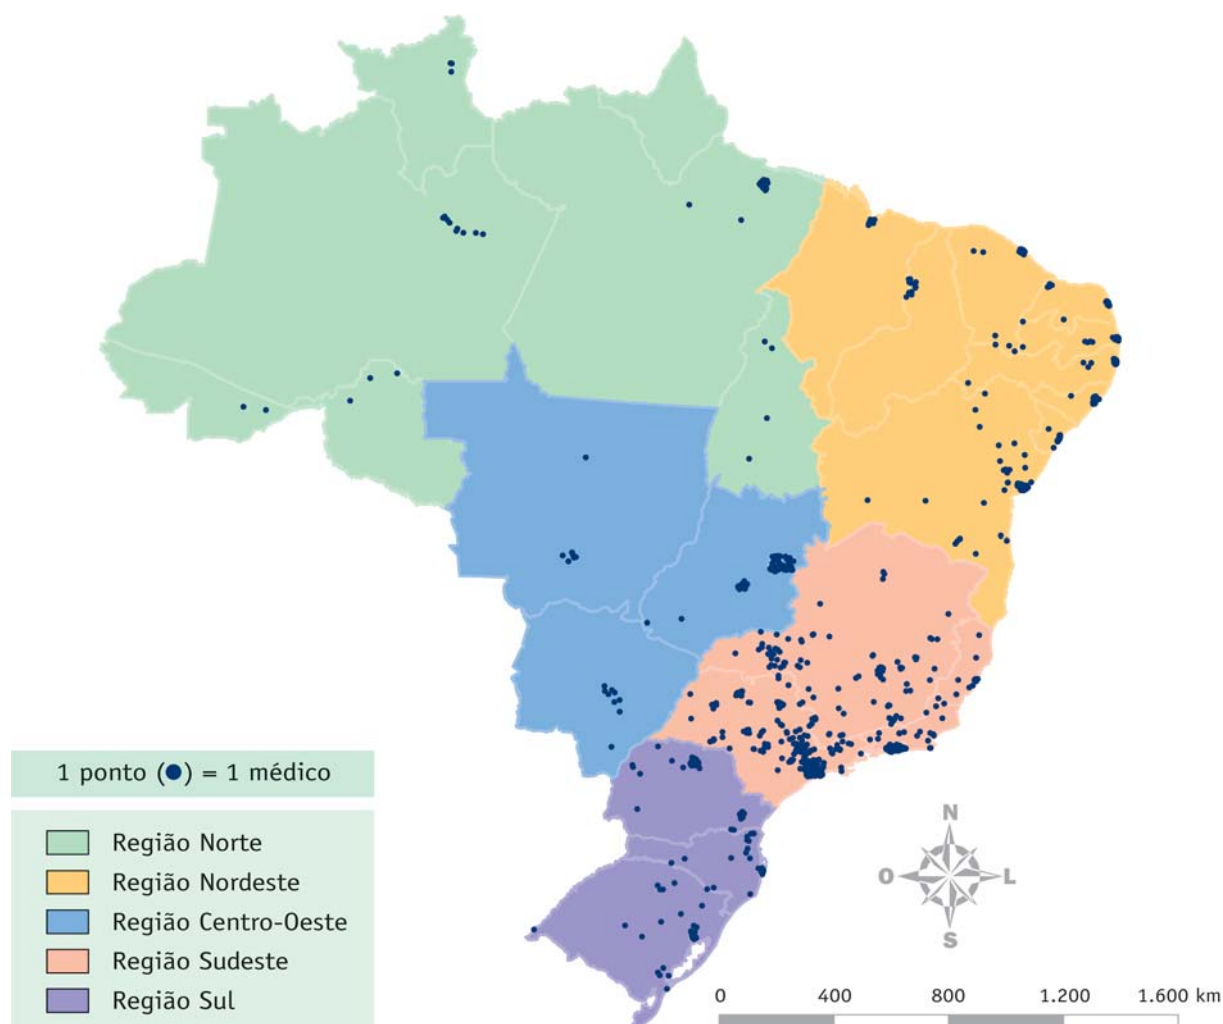 1 ponto (●) = 1 médico
Região Norte
Região Nordeste
Região Centro-Oeste
Região Sudeste
Região Sul
N
O L
S
0 400 800 1.200 1.600 km